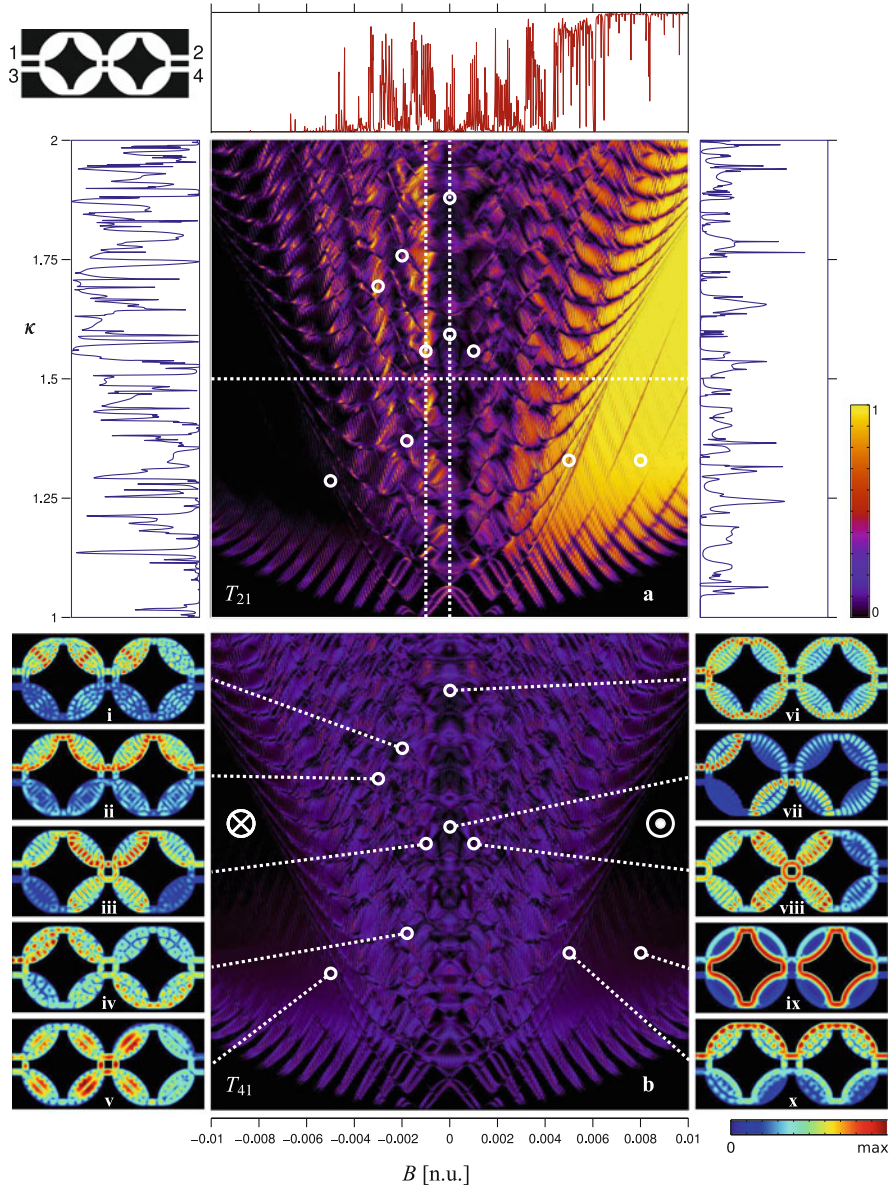 1 2
3 4
2
1.75
κ
1.5
1.25
1
T21
a
1
0
i
ii
iii
iv
v
vi
vii
viii
ix
x
T41
b
-0.01 -0.008 -0.006 -0.004 -0.002 0 0.002 0.004 0.006 0.008 0.01
B [n.u.]
0 max